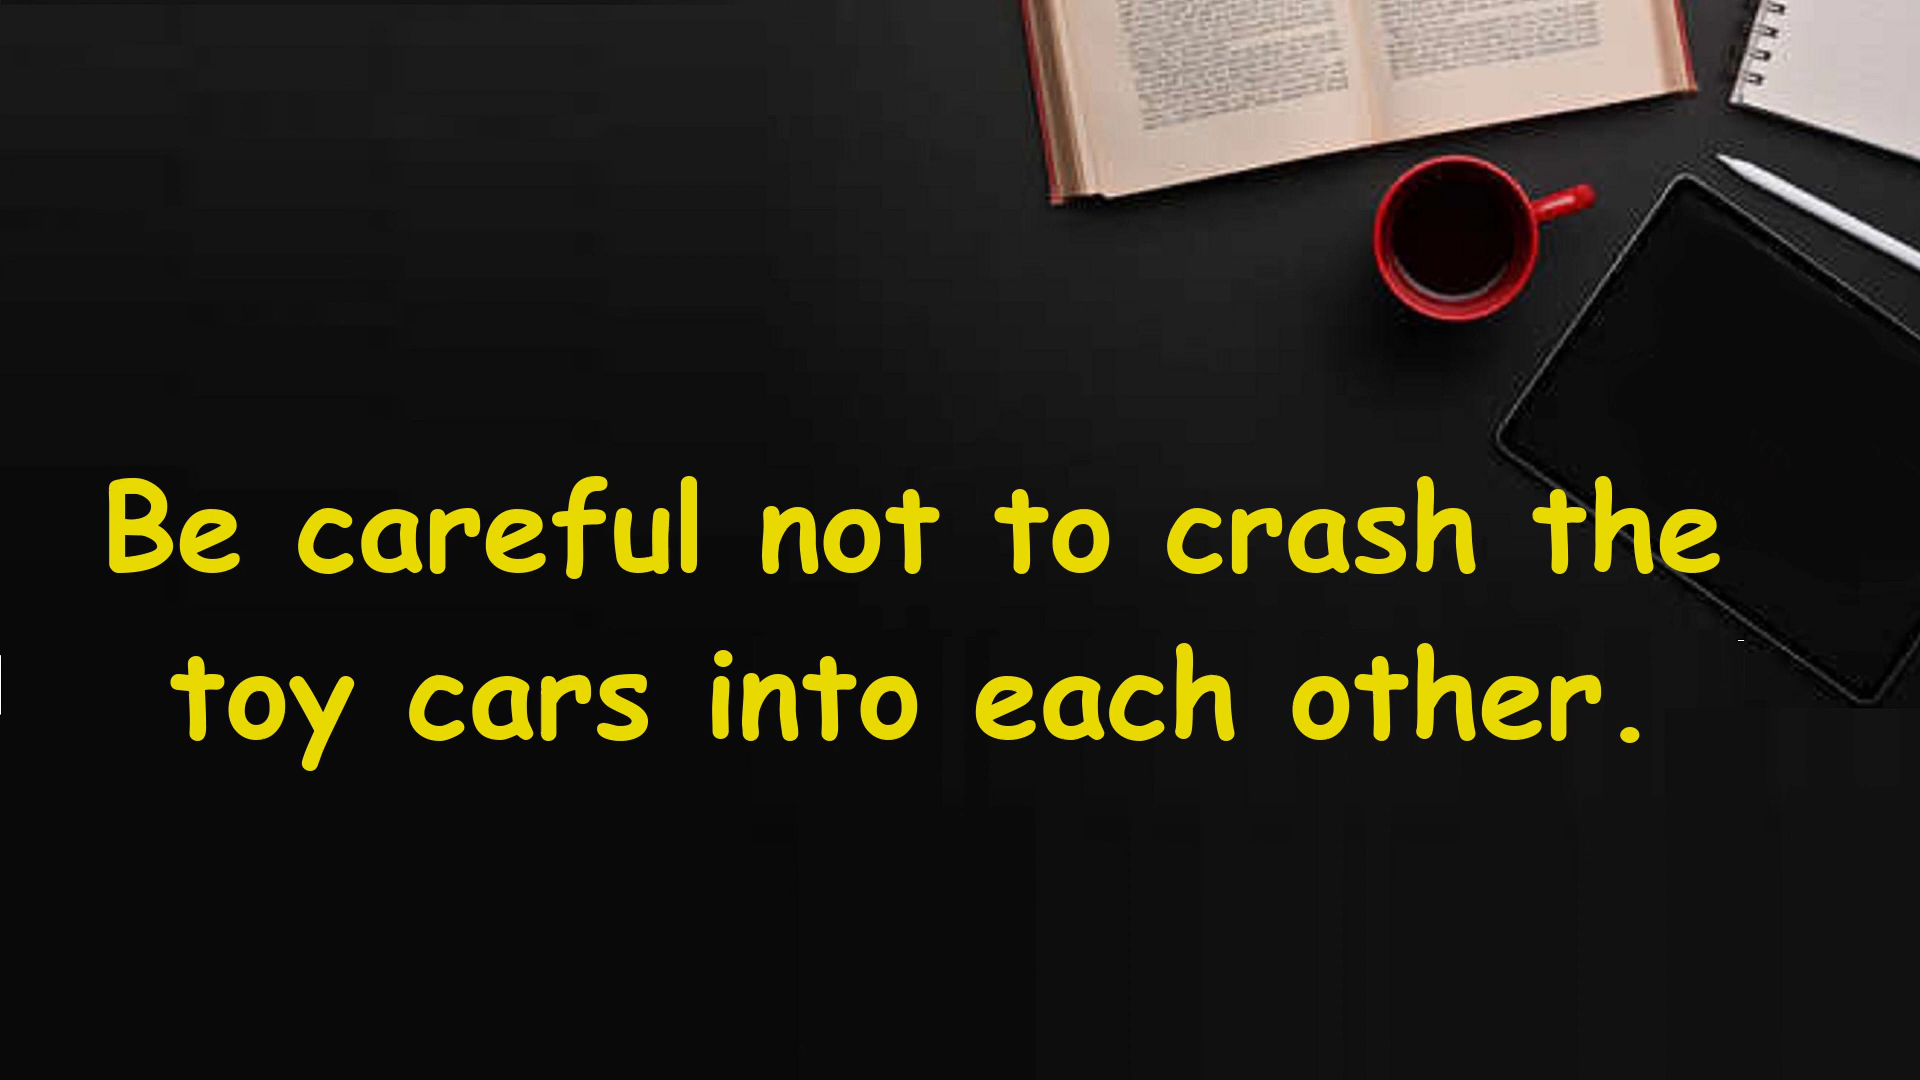 Be careful not to crash the
toy cars into each other.